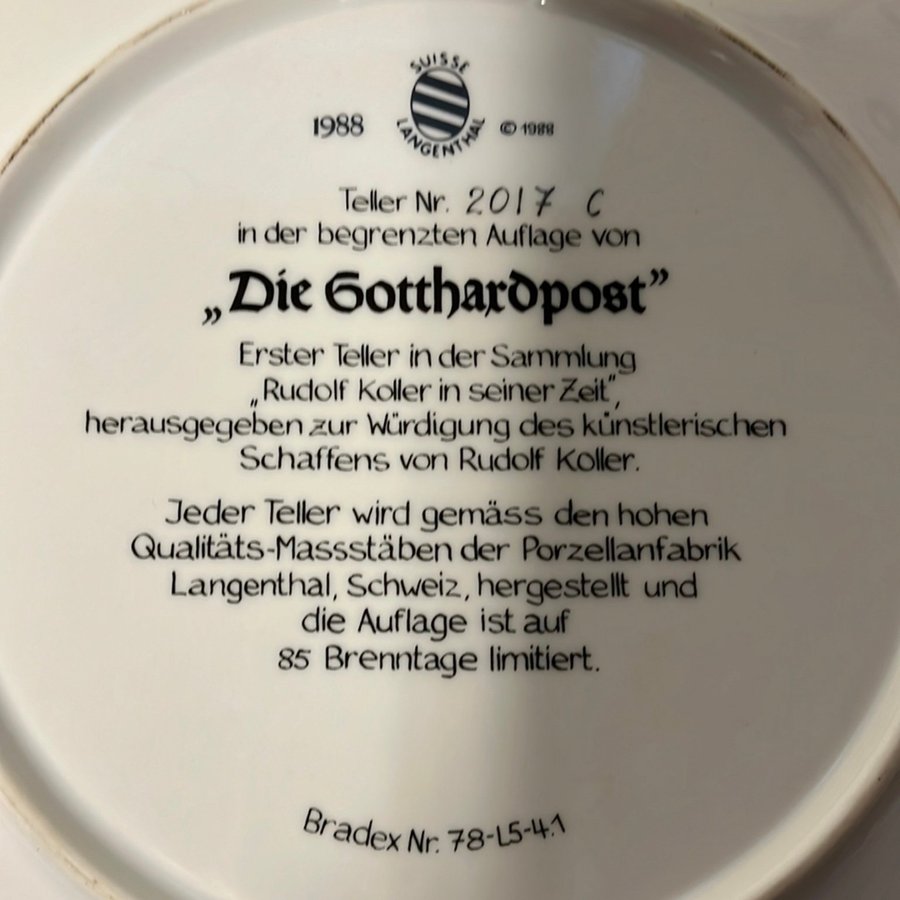 SUISSE
LANGENTHAL
1988 © 1988
Teller Nr. 2017 C
in der begrenzten Auflage von
„Die Gotthardpost”
Erster Teller in der Sammlung
„Rudolf Koller in seiner Zeit”,
herausgegeben zur Würdigung des künstlerischen
Schaffens von Rudolf Koller.
Jeder Teller wird gemäss den hohen
Qualitäts-Massstäben der Porzellanfabrik
Langenthal, Schweiz, hergestellt und
die Auflage ist auf
85 Brenntage limitiert.
Bradex Nr. 78-L5-4.1